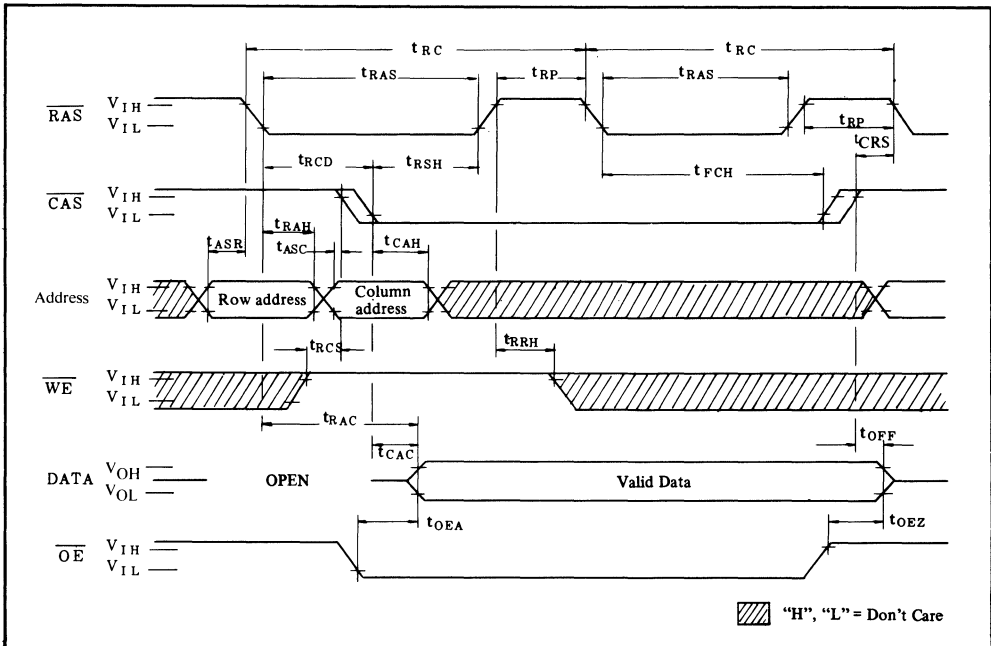 tRC tRC
tRAS tRP tRAS
RAS VIH
VIL
tRP
tCRS
tRCD tRSH
tFCH
CAS VIH
VIL
tRAH
tASR tASC tCAH
Address VIH
VIL
Row address Column address
tRCS tRRH
WE VIH
VIL
tRAC
tCAC tOFF
DATA VOH
VOL
OPEN Valid Data
tOEA tOEZ
OE VIH
VIL
"H", "L" = Don't Care